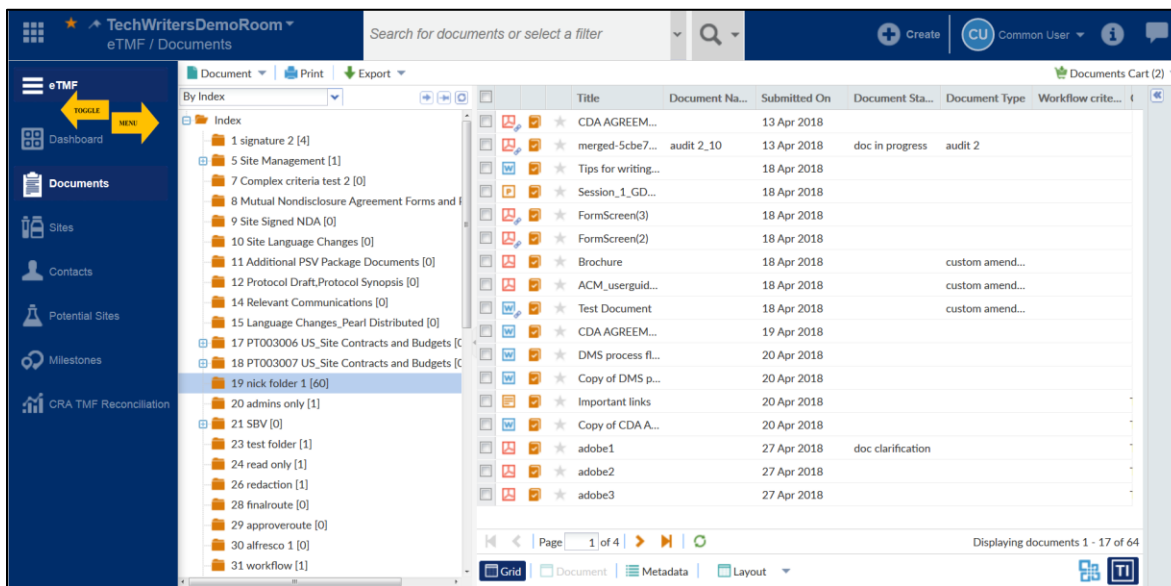 TechWritersDemoRoom
eTMF / Documents
Search for documents or select a filter
Create
CU
Common User
eTMF
TOGGLE
MENU
Dashboard
Documents
Sites
Contacts
Potential Sites
Milestones
CRA TMF Reconciliation
Document Print Export
Documents Cart (2)
By Index
Index
1 signature 2 [4]
5 Site Management [1]
7 Complex criteria test 2 [0]
8 Mutual Nondisclosure Agreement Forms and
9 Site Signed NDA [0]
10 Site Language Changes [0]
11 Additional PSV Package Documents [0]
12 Protocol Draft,Protocol Synopsis [0]
14 Relevant Communications [0]
15 Language Changes_Pearl Distributed [0]
17 PT003006 US_Site Contracts and Budgets [0
18 PT003007 US_Site Contracts and Budgets [0
19 nick folder 1 [60]
20 admins only [1]
21 SBV [0]
23 test folder [1]
24 read only [1]
26 redaction [1]
28 finalroute [0]
29 approveroute [0]
30 alfresco 1 [0]
31 workflow [1]
Title Document Na... Submitted On Document Sta... Document Type Workflow crite...
CDA AGREEM... 13 Apr 2018
merged-5cbe7... audit 2_10 13 Apr 2018 doc in progress audit 2
Tips for writing... 18 Apr 2018
Session_1_GD... 18 Apr 2018
FormScreen(3) 18 Apr 2018
FormScreen(2) 18 Apr 2018
Brochure 18 Apr 2018 custom amend...
ACM_userguid... 18 Apr 2018 custom amend...
Test Document 18 Apr 2018 custom amend...
CDA AGREEM... 19 Apr 2018
DMS process fl... 20 Apr 2018
Copy of DMS p... 20 Apr 2018
Important links 20 Apr 2018
Copy of CDA A... 20 Apr 2018
adobe1 27 Apr 2018 doc clarification
adobe2 27 Apr 2018
adobe3 27 Apr 2018
Page 1 of 4
Displaying documents 1 - 17 of 64
Grid Document Metadata Layout
TI